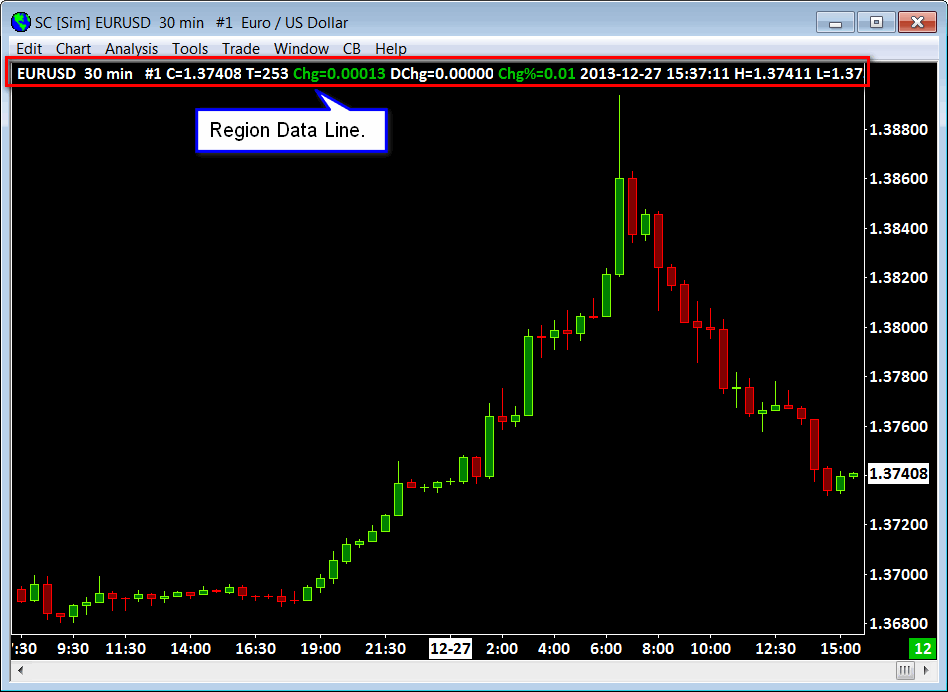 SC [Sim] EURUSD 30 min #1 Euro / US Dollar
Edit Chart Analysis Tools Trade Window CB Help
EURUSD 30 min #1 C=1.37408 T=253 Chg=0.00013 DChg=0.00000 Chg%=0.01 2013-12-27 15:37:11 H=1.37411 L=1.37
Region Data Line.
1.38800
1.38600
1.38400
1.38200
1.38000
1.37800
1.37600
1.37408
1.37200
1.37000
1.36800
:30 9:30 11:30 14:00 16:30 19:00 21:30 12-27 2:00 4:00 6:00 8:00 10:00 12:30 15:00 12